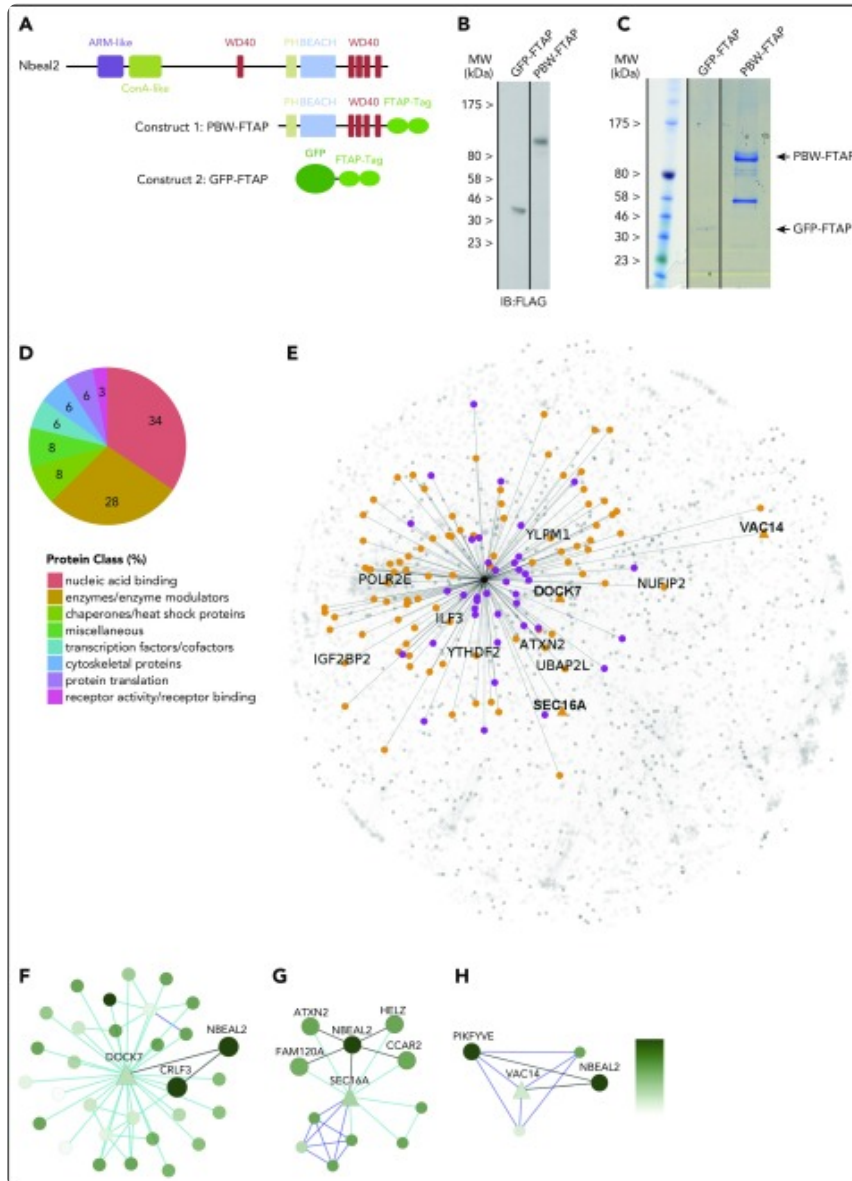 A
ARM-like
WD40
PH BEACH WD40
Nbeal2
ConA-like
PH BEACH WD40 FTAP-Tag
Construct 1: PBW-FTAP
GFP
FTAP-Tag
Construct 2: GFP-FTAP
B
MW
(kDa)
GFP-FTAP
PBW-FTAP
175 >
80 >
58 >
46 >
30 >
23 >
IB:FLAG
C
MW
(kDa)
GFP-FTAP
PBW-FTAP
175 >
80 >
58 >
46 >
30 >
23 >
PBW-FTAP
GFP-FTAP
D
3
6
6
6
8
8
28
34
Protein Class (%)
nucleic acid binding
enzymes/enzyme modulators
chaperones/heat shock proteins
miscellaneous
transcription factors/cofactors
cytoskeletal proteins
protein translation
receptor activity/receptor binding
E
VAC14
YLPM1
POLR2E
NUFIP2
DOCK7
ILF3
ATXN2
YTHDF2
IGF2BP2
UBAP2L
SEC16A
F
NBEAL2
DOCK7
CRLF3
G
ATXN2
HELZ
NBEAL2
FAM120A
CCAR2
SEC16A
H
PIKFYVE
VAC14
NBEAL2